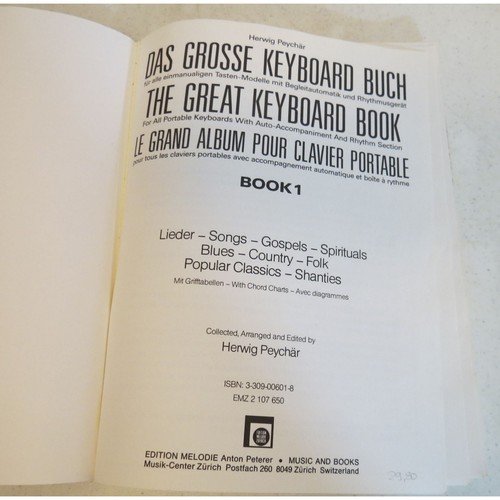 Herwig Peychär
DAS GROSSE KEYBOARD BUCH
für alle einmanualigen Tasten-Modelle mit Begleitautomatik und Rhythmusgerät
THE GREAT KEYBOARD BOOK
For All Portable Keyboards With Auto-Accompaniment And Rhythm Section
LE GRAND ALBUM POUR CLAVIER PORTABLE
pour tous les claviers portables avec accompagnement automatique et boîte à rythme
BOOK 1
Lieder – Songs – Gospels – Spirituals
Blues – Country – Folk
Popular Classics – Shanties
Mit Grifftabellen – With Chord Charts – Avec diagrammes
Collected, Arranged and Edited by
Herwig Peychär
ISBN: 3-309-00601-8
EMZ 2 107 650
EDITION MELODIE Anton Peterer • MUSIC AND BOOKS
Musik-Center Zürich Postfach 260 8049 Zürich Switzerland
29,80